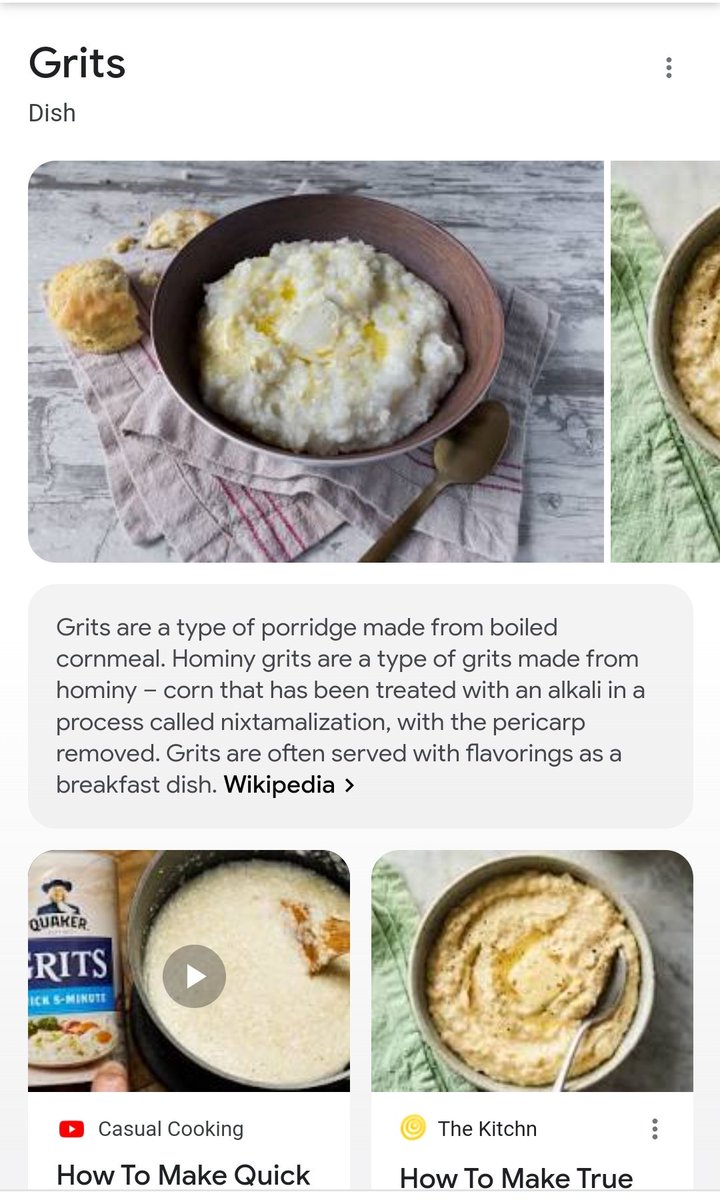 Grits
Dish
Grits are a type of porridge made from boiled
cornmeal. Hominy grits are a type of grits made from
hominy – corn that has been treated with an alkali in a
process called nixtamalization, with the pericarp
removed. Grits are often served with flavorings as a
breakfast dish. Wikipedia >
QUAKER
GRITS
ICK 5-MINUTE
Casual Cooking
The Kitchn
How To Make Quick
How To Make True